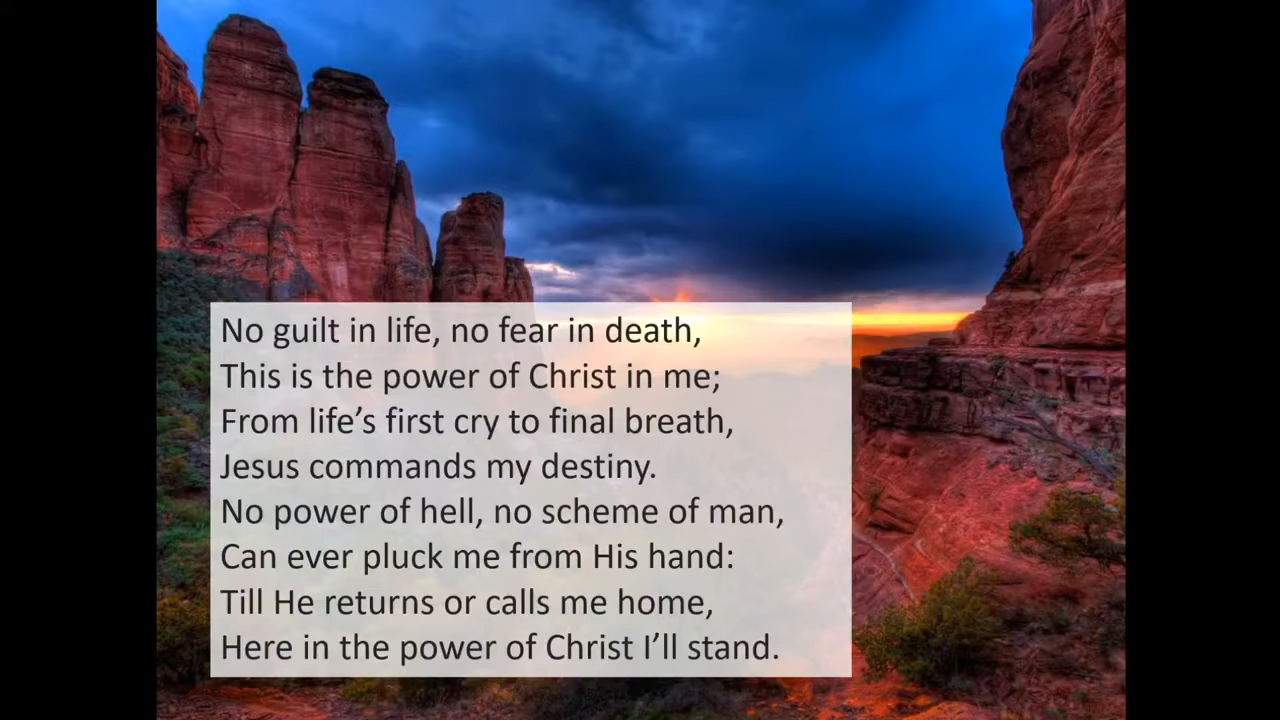 No guilt in life, no fear in death,
This is the power of Christ in me;
From life’s first cry to final breath,
Jesus commands my destiny.
No power of hell, no scheme of man,
Can ever pluck me from His hand:
Till He returns or calls me home,
Here in the power of Christ I’ll stand.